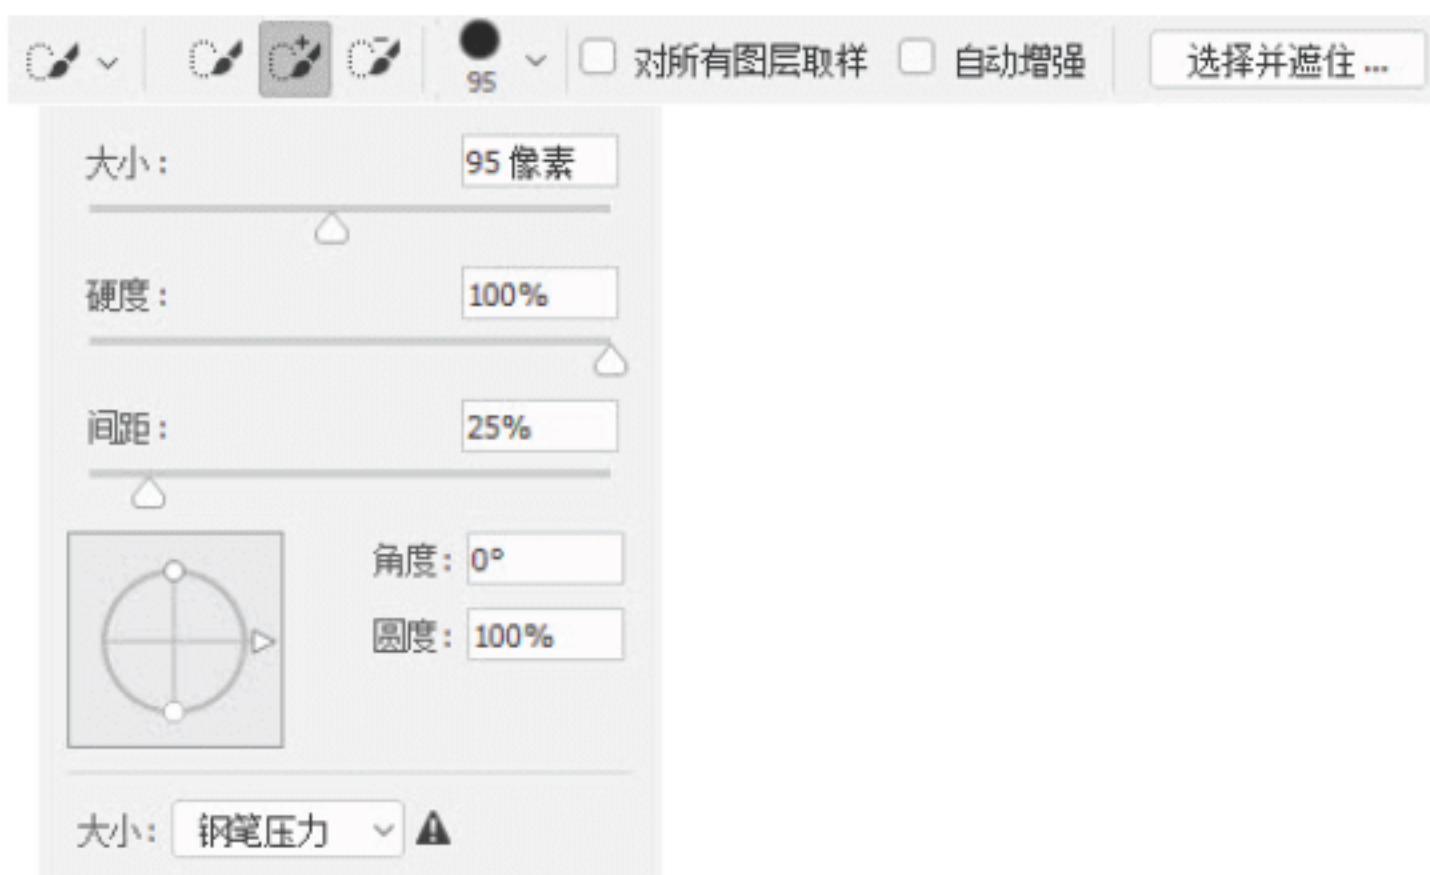 95 对所有图层取样 自动增强 选择并遮住 ...
大小: 95 像素
硬度: 100%
间距: 25%
角度: 0°
圆度: 100%
大小: 钢笔压力